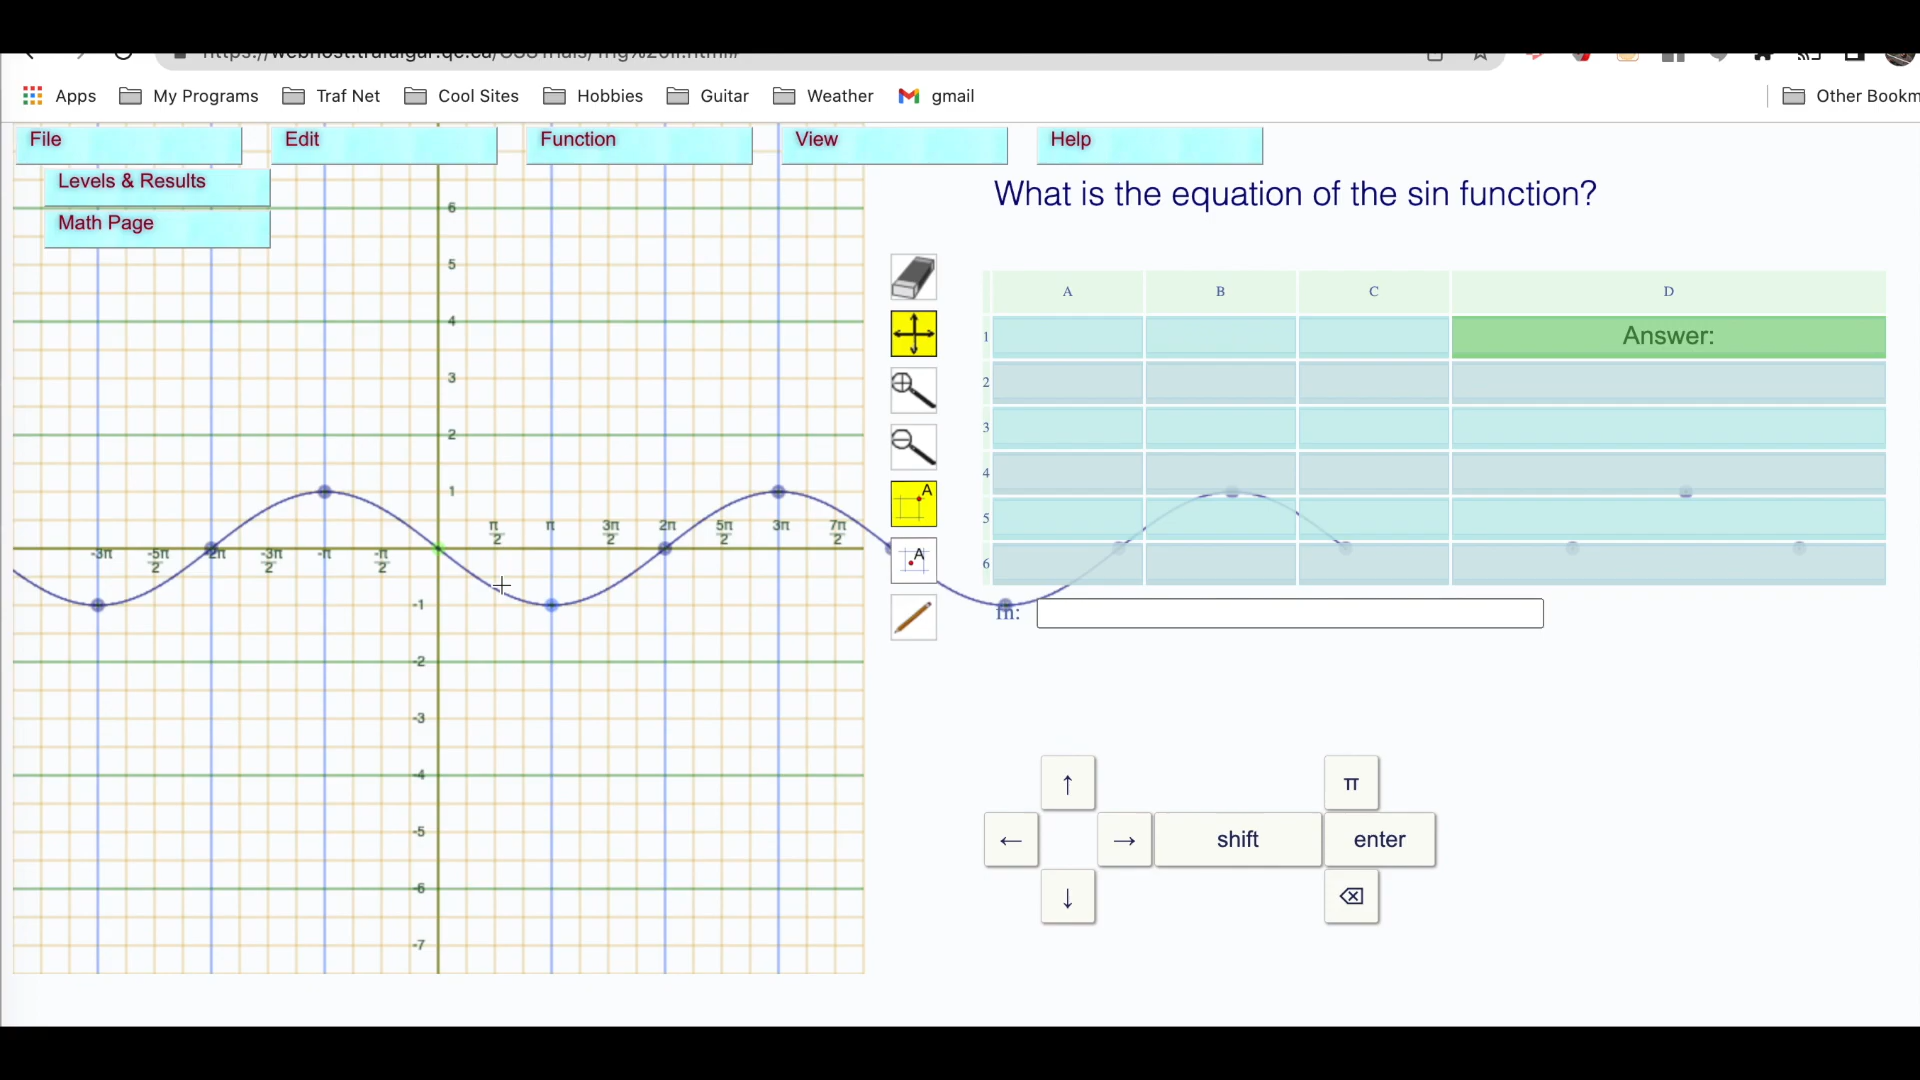 Apps My Programs Traf Net Cool Sites Hobbies Guitar Weather gmail Other Bookm
File Edit Function View Help
Levels & Results
Math Page
What is the equation of the sin function?
A B C D
1 Answer:
2
3
4
5
6
fn:
6
5
4
3
2
1
-3π -5π/2 -2π -3π/2 -π -π/2 π/2 π 3π/2 2π 5π/2 3π 7π/2
-1
-2
-3
-4
-5
-6
-7
A
A
↑ π
← → shift enter
↓